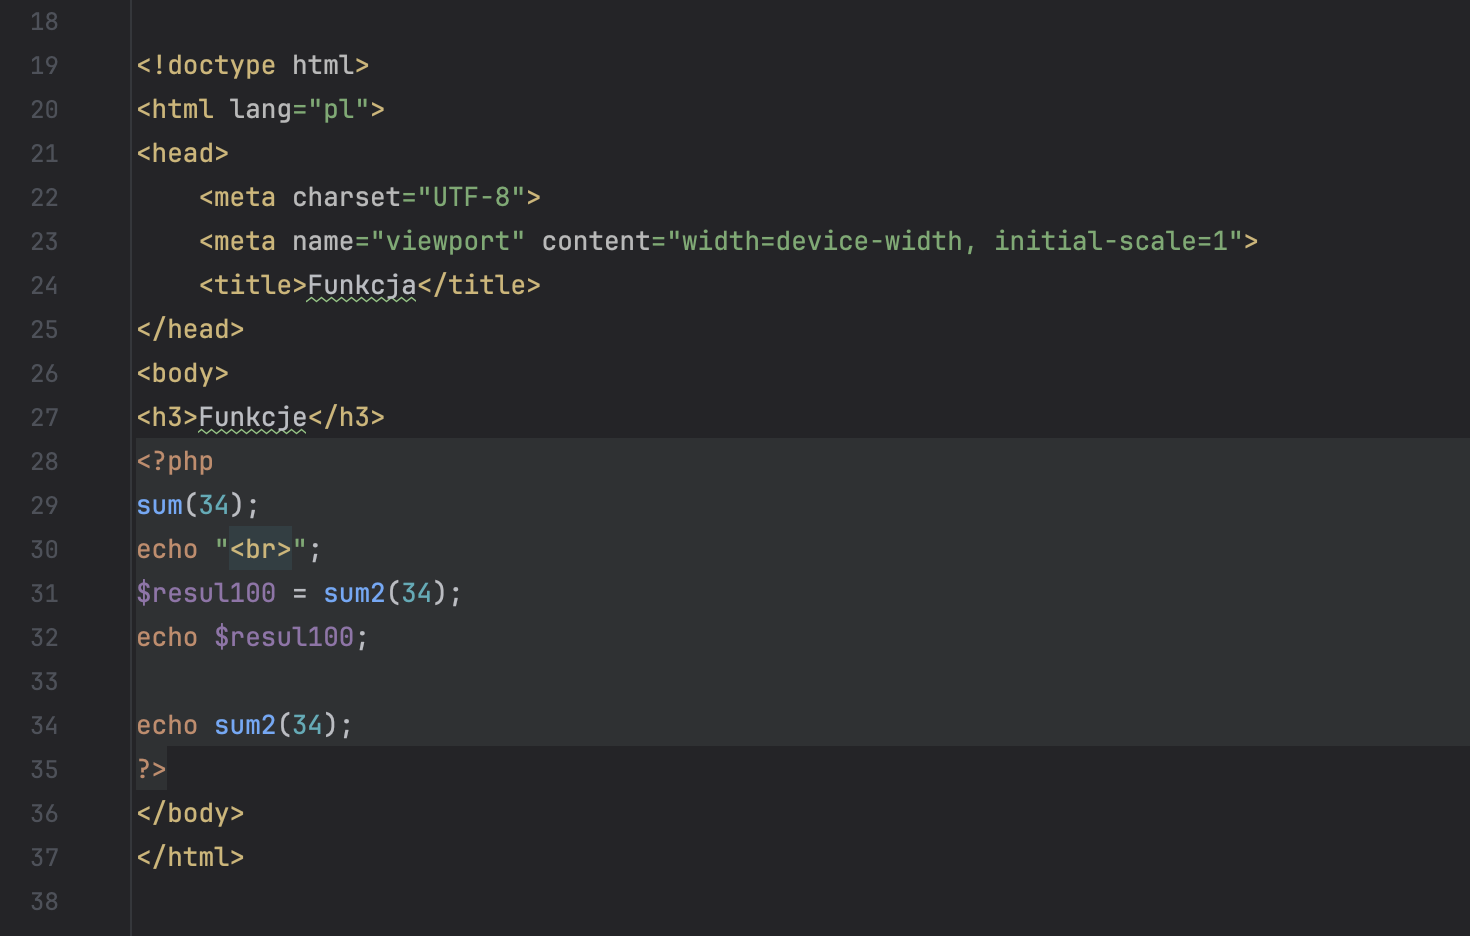 18
19 <!doctype html>
20 <html lang="pl">
21 <head>
22     <meta charset="UTF-8">
23     <meta name="viewport" content="width=device-width, initial-scale=1">
24     <title>Funkcja</title>
25 </head>
26 <body>
27 <h3>Funkcje</h3>
28 <?php
29 sum(34);
30 echo "<br>";
31 $resul100 = sum2(34);
32 echo $resul100;
33
34 echo sum2(34);
35 ?>
36 </body>
37 </html>
38